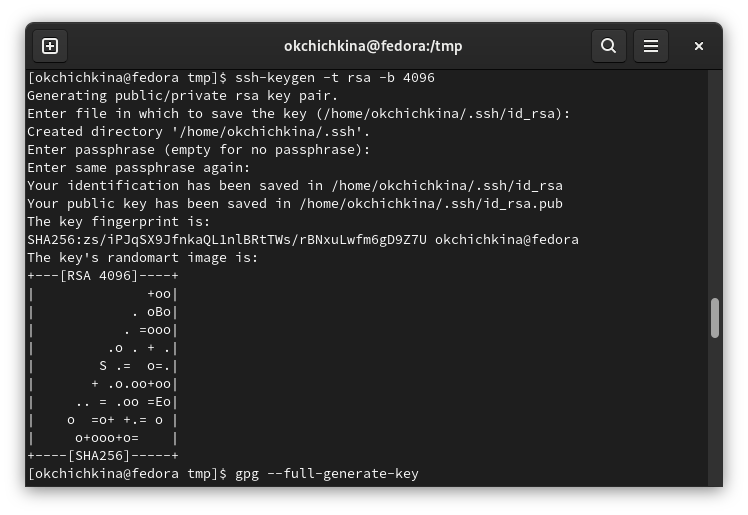 okchichkina@fedora:/tmp
[okchichkina@fedora tmp]$ ssh-keygen -t rsa -b 4096
Generating public/private rsa key pair.
Enter file in which to save the key (/home/okchichkina/.ssh/id_rsa):
Created directory '/home/okchichkina/.ssh'.
Enter passphrase (empty for no passphrase):
Enter same passphrase again:
Your identification has been saved in /home/okchichkina/.ssh/id_rsa
Your public key has been saved in /home/okchichkina/.ssh/id_rsa.pub
The key fingerprint is:
SHA256:zs/iPJqSX9JfnkaQL1nlBRtTWs/rBNxuLwfm6gD9Z7U okchichkina@fedora
The key's randomart image is:
+---[RSA 4096]----+
|              +oo|
|            . oBo|
|           . =ooo|
|         .o . + .|
|        S .=  o=.|
|       + .o.oo+oo|
|     .. = .oo =Eo|
|    o  =o+ +.= o |
|     o+ooo+o=    |
+----[SHA256]-----+
[okchichkina@fedora tmp]$ gpg --full-generate-key